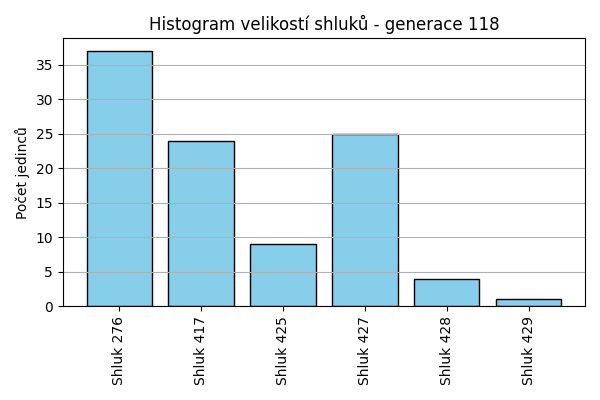 Histogram velikostí shluků - generace 118
Počet jedinců
35
30
25
20
15
10
5
0
Shluk 276
Shluk 417
Shluk 425
Shluk 427
Shluk 428
Shluk 429